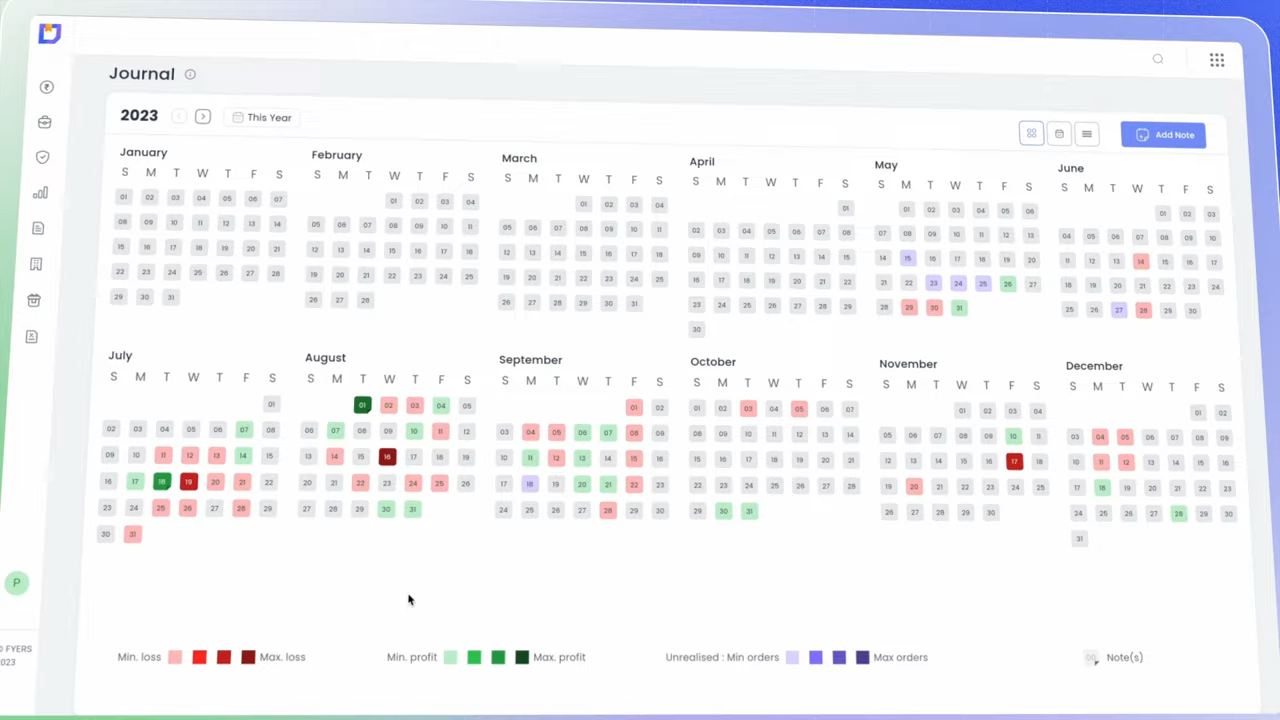 Journal
2023
This Year
Add Note
January
S M T W T F S
01 02 03 04 05 06 07
08 09 10 11 12 13 14
15 16 17 18 19 20 21
22 23 24 25 26 27 28
29 30 31
February
S M T W T F S
01 02 03 04
05 06 07 08 09 10 11
12 13 14 15 16 17 18
19 20 21 22 23 24 25
26 27 28
March
S M T W T F S
01 02 03 04
05 06 07 08 09 10 11
12 13 14 15 16 17 18
19 20 21 22 23 24 25
26 27 28 29 30 31
April
S M T W T F S
01
02 03 04 05 06 07 08
09 10 11 12 13 14 15
16 17 18 19 20 21 22
23 24 25 26 27 28 29
30
May
S M T W T F S
01 02 03 04 05 06
07 08 09 10 11 12 13
14 15 16 17 18 19 20
21 22 23 24 25 26 27
28 29 30 31
June
S M T W T F S
01 02 03
04 05 06 07 08 09 10
11 12 13 14 15 16 17
18 19 20 21 22 23 24
25 26 27 28 29 30
July
S M T W T F S
01
02 03 04 05 06 07 08
09 10 11 12 13 14 15
16 17 18 19 20 21 22
23 24 25 26 27 28 29
30 31
August
S M T W T F S
01 02 03 04 05
06 07 08 09 10 11 12
13 14 15 16 17 18 19
20 21 22 23 24 25 26
27 28 29 30 31
September
S M T W T F S
01 02
03 04 05 06 07 08 09
10 11 12 13 14 15 16
17 18 19 20 21 22 23
24 25 26 27 28 29 30
October
S M T W T F S
01 02 03 04 05 06 07
08 09 10 11 12 13 14
15 16 17 18 19 20 21
22 23 24 25 26 27 28
29 30 31
November
S M T W T F S
01 02 03 04
05 06 07 08 09 10 11
12 13 14 15 16 17 18
19 20 21 22 23 24 25
26 27 28 29 30
December
S M T W T F S
01 02
03 04 05 06 07 08 09
10 11 12 13 14 15 16
17 18 19 20 21 22 23
24 25 26 27 28 29 30
31
P
© FYERS
2023
Min. loss Max. loss
Min. profit Max. profit
Unrealised : Min orders Max orders
00 Note(s)